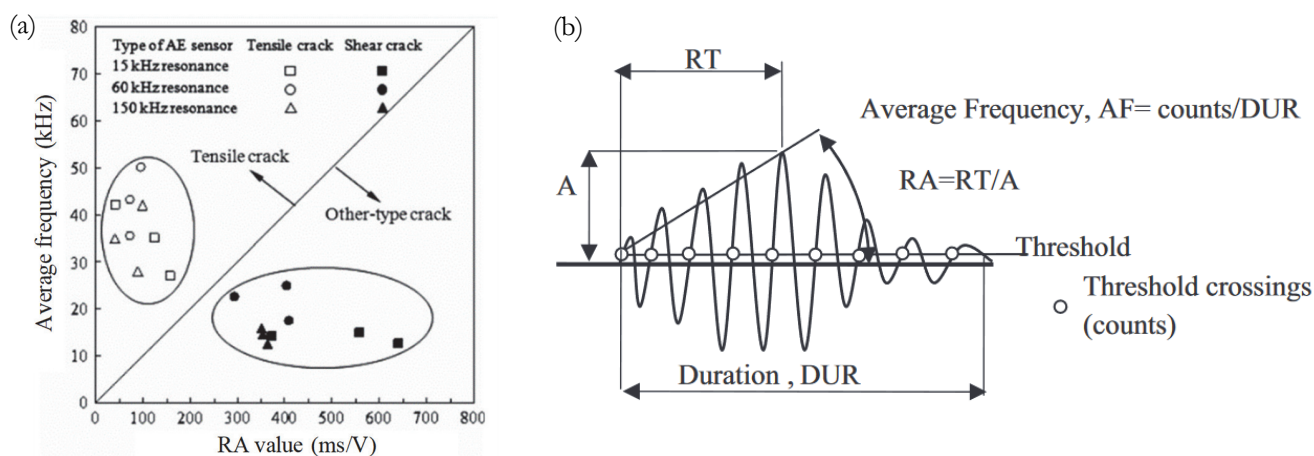 (a)
Type of AE sensor Tensile crack Shear crack
15 kHz resonance
60 kHz resonance
150 kHz resonance
Tensile crack
Other-type crack
Average frequency (kHz)
80
70
60
50
40
30
20
10
0
0 100 200 300 400 500 600 700 800
RA value (ms/V)
(b)
RT
Average Frequency, AF= counts/DUR
A
RA=RT/A
Threshold
Threshold crossings
(counts)
Duration , DUR